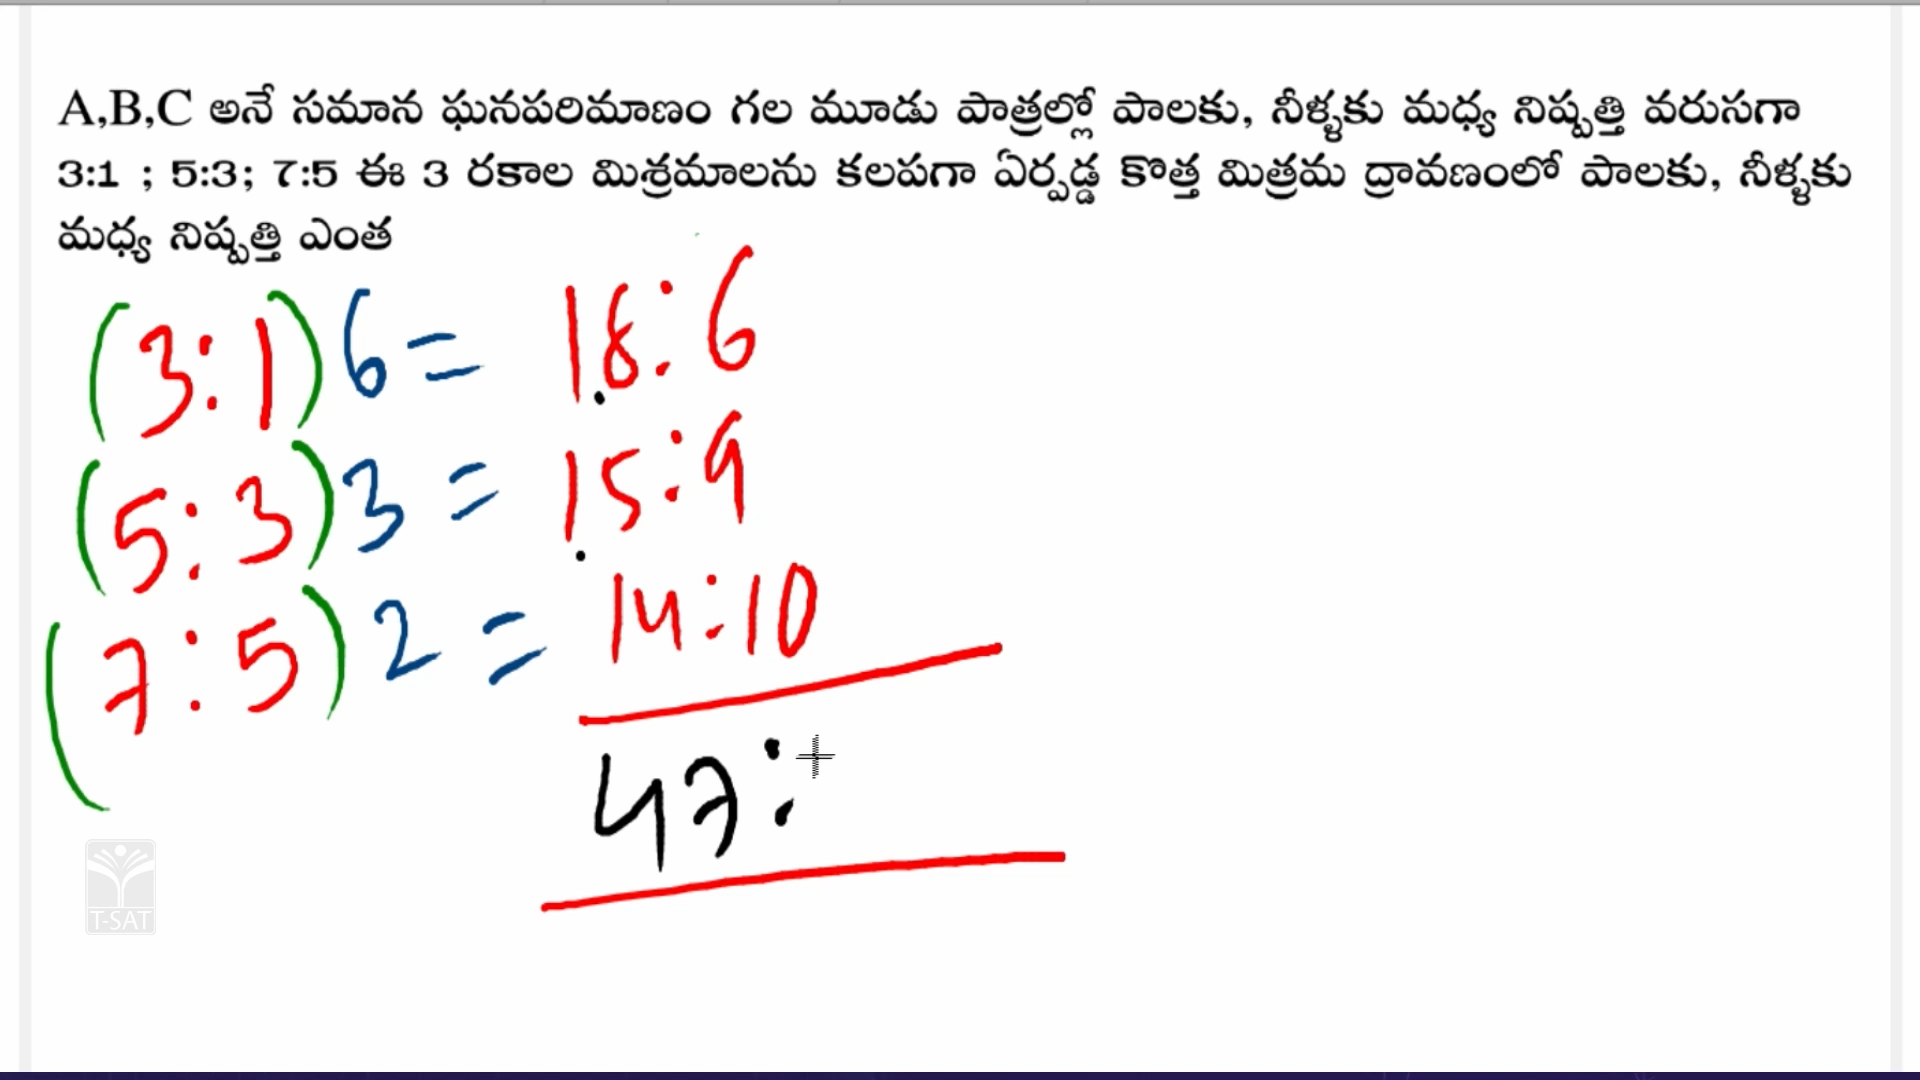 A,B,C అనే సమాన ఘనపరిమాణం గల మూడు పాత్రల్లో పాలకు, నీళ్ళకు మధ్య నిష్పత్తి వరుసగా
3:1 ; 5:3; 7:5 ఈ 3 రకాల మిశ్రమాలను కలపగా ఏర్పడ్డ కొత్త మిత్రమ ద్రావణంలో పాలకు, నీళ్ళకు
మధ్య నిష్పత్తి ఎంత
(3:1)6= 18:6
(5:3)3= 15:9
(7:5)2= 14:10
47:
T-SAT